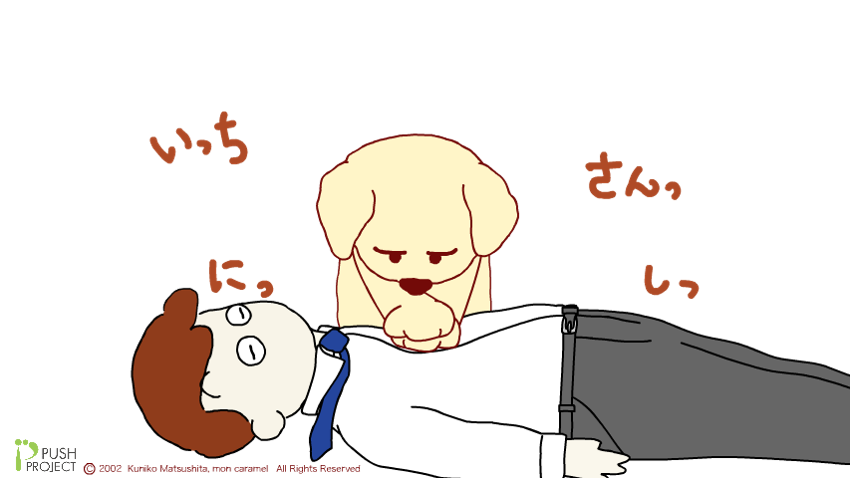 いっち
にっ
さんっ
しっ
PUSH
PROJECT
© 2002 Kuniko Matsushita, mon caramel All Rights Reserved